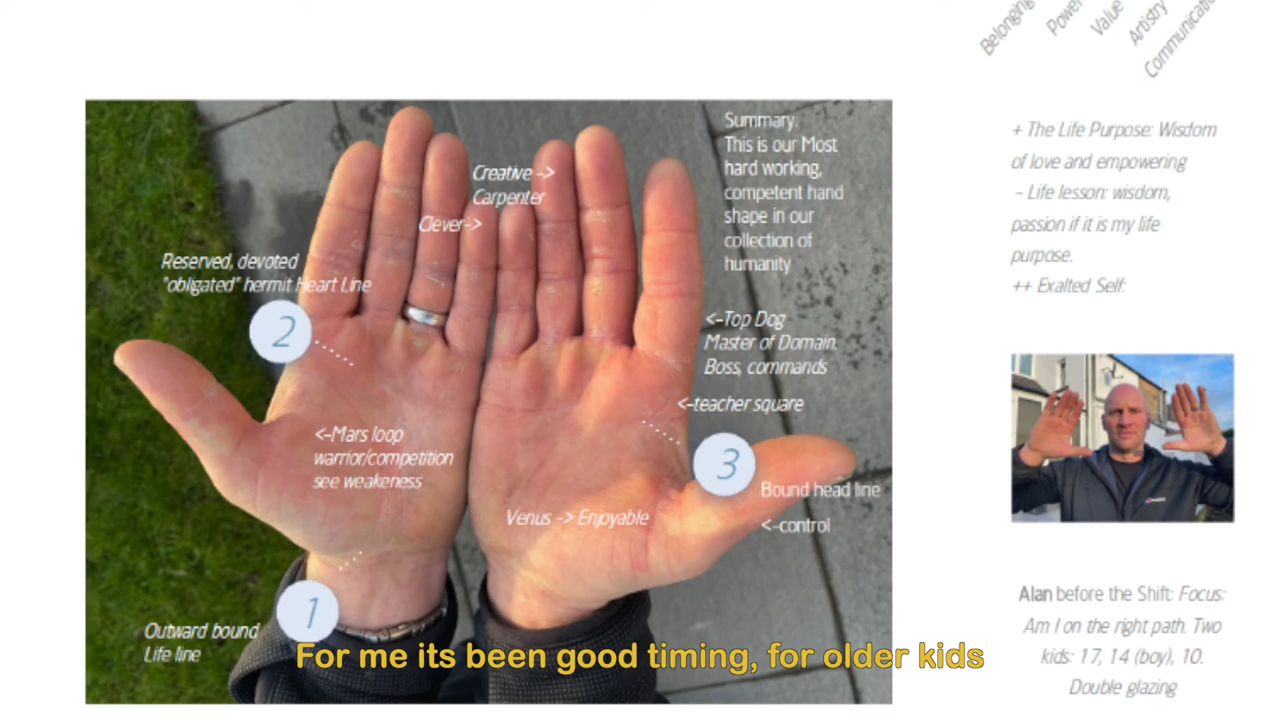 Belonging
Power
Value
Artistry
Summary.
This is our Most
hard working,
competent hand
shape in our
collection of
humanity
Creative ->
Carpenter
Clever->
Reserved, devoted
"obligated" hermit Heart Line
2
<-Top Dog
Master of Domain.
Boss, commands
<-teacher square
<-Mars loop
warrior/competition
see weakeness
3
Bound head line
Venus -> Enjoyable
<-control
1
Outward bound
Life line
+ The Life Purpose: Wisdom
of love and empowering
- Life lesson: wisdom,
passion if it is my life
purpose.
++ Exalted Self:
Alan before the Shift: Focus:
Am I on the right path. Two
kids: 17, 14 (boy), 10.
Double glazing
For me its been good timing, for older kids